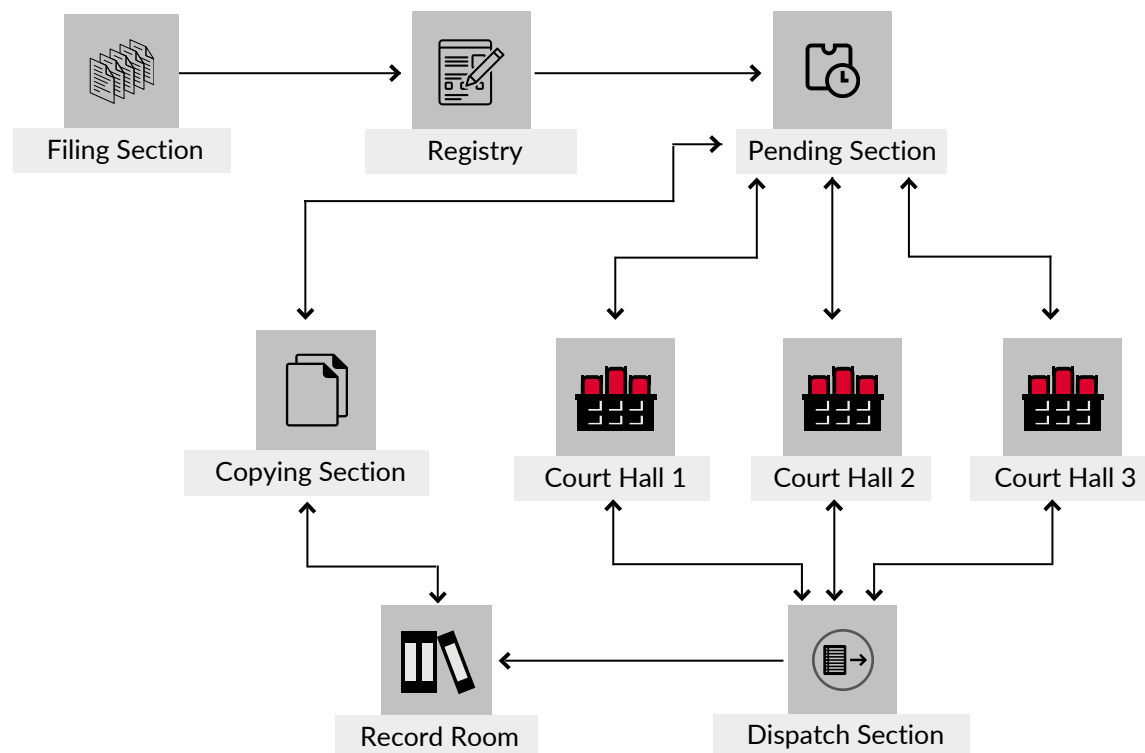 Filing Section
Registry
Pending Section
Copying Section
Court Hall 1
Court Hall 2
Court Hall 3
Record Room
Dispatch Section